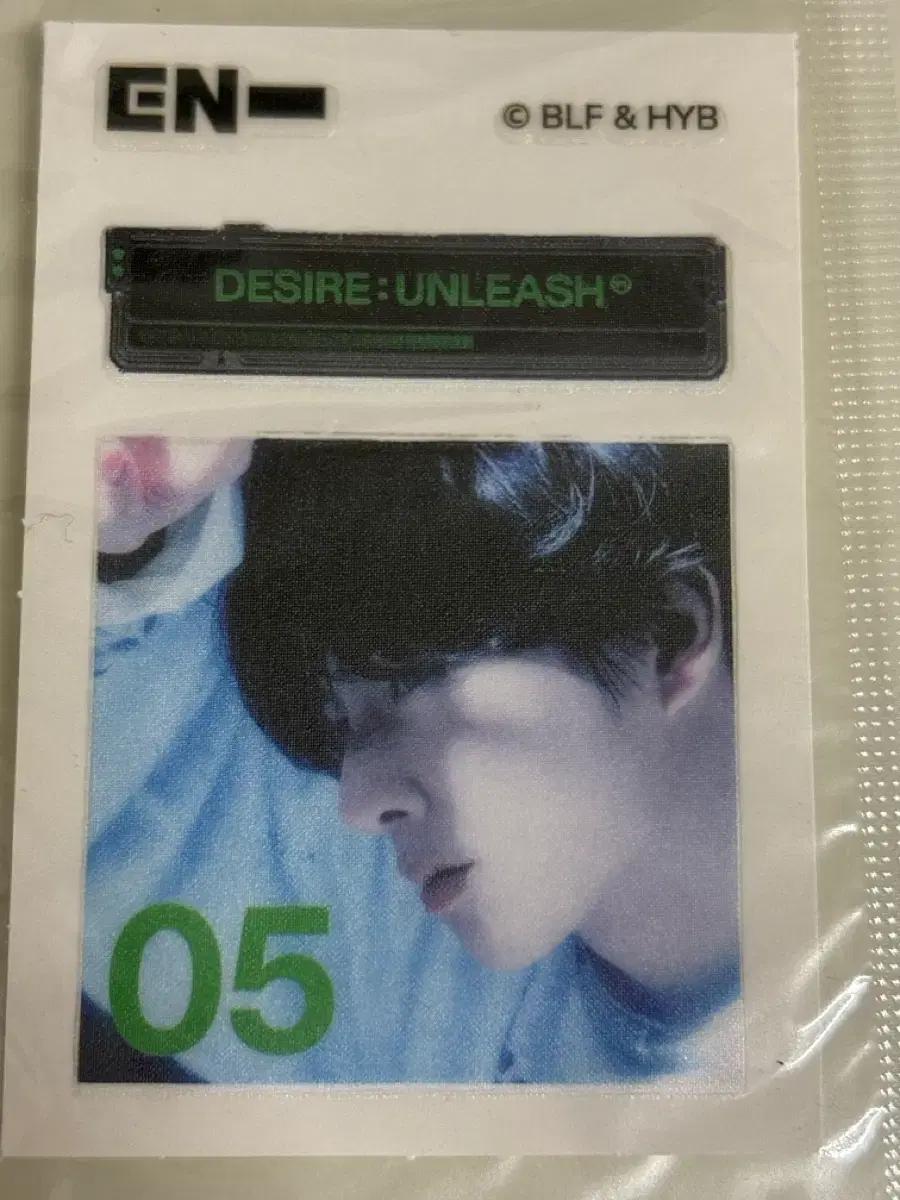 EN-
© BLF & HYB
DESIRE:UNLEASH
05